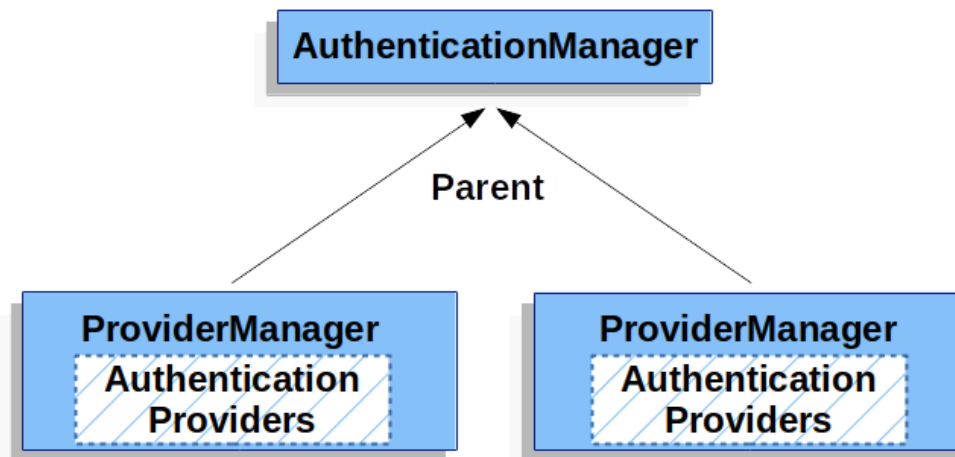 AuthenticationManager
Parent
ProviderManager
Authentication
Providers
ProviderManager
Authentication
Providers